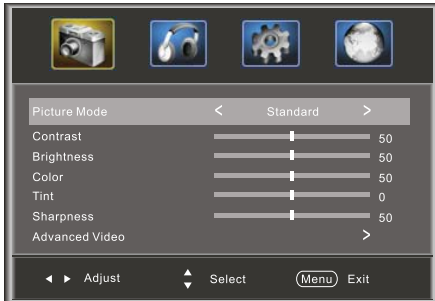 Picture Mode < Standard >
Contrast 50
Brightness 50
Color 50
Tint 0
Sharpness 50
Advanced Video >
Adjust Select Menu Exit